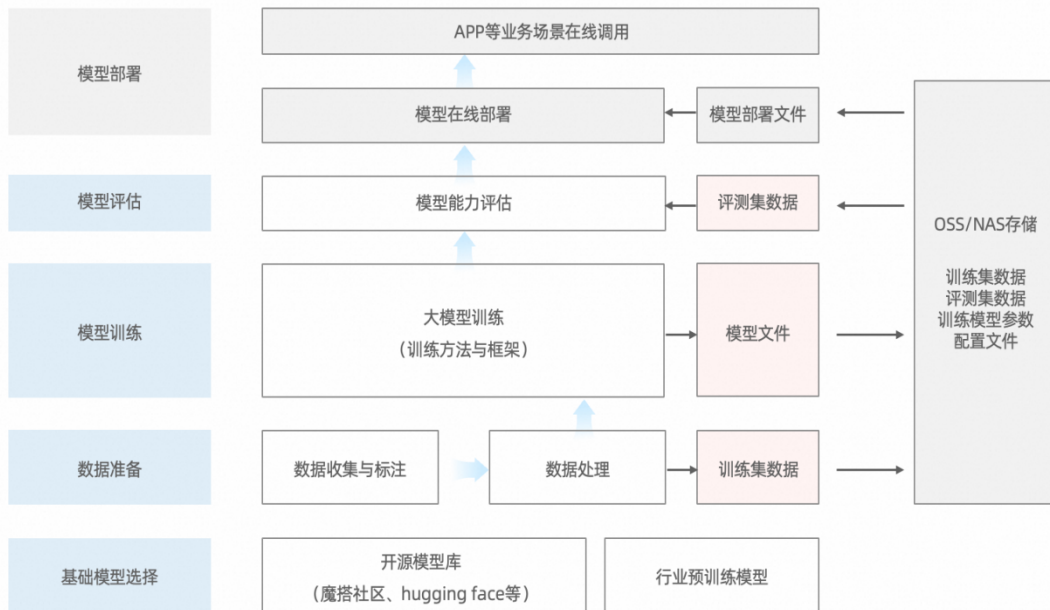 APP等业务场景在线调用
模型部署
模型在线部署
模型部署文件
模型评估
模型能力评估
评测集数据
OSS/NAS存储
训练集数据
评测集数据
训练模型参数
配置文件
模型训练
大模型训练
（训练方法与框架）
模型文件
数据准备
数据收集与标注
数据处理
训练集数据
基础模型选择
开源模型库
（魔搭社区、hugging face等）
行业预训练模型